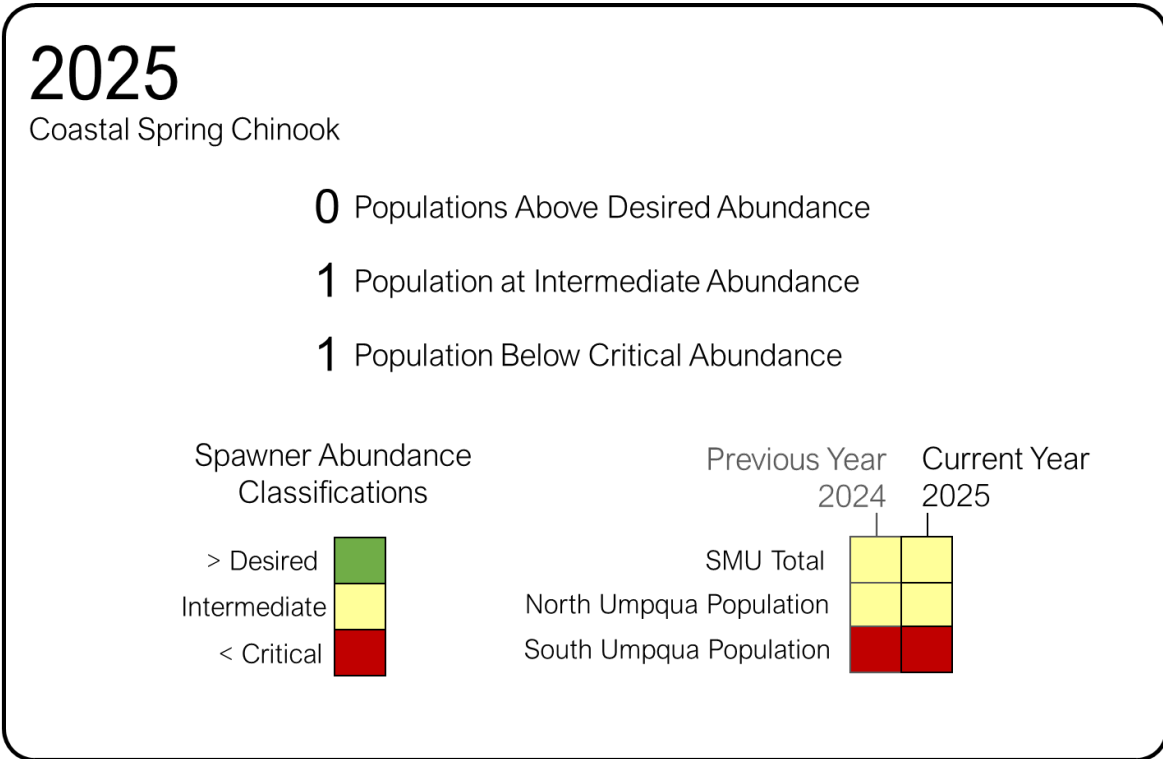 2025
Coastal Spring Chinook
0 Populations Above Desired Abundance
1 Population at Intermediate Abundance
1 Population Below Critical Abundance
Spawner Abundance
Classifications
> Desired
Intermediate
< Critical
Previous Year
2024
Current Year
2025
SMU Total
North Umpqua Population
South Umpqua Population